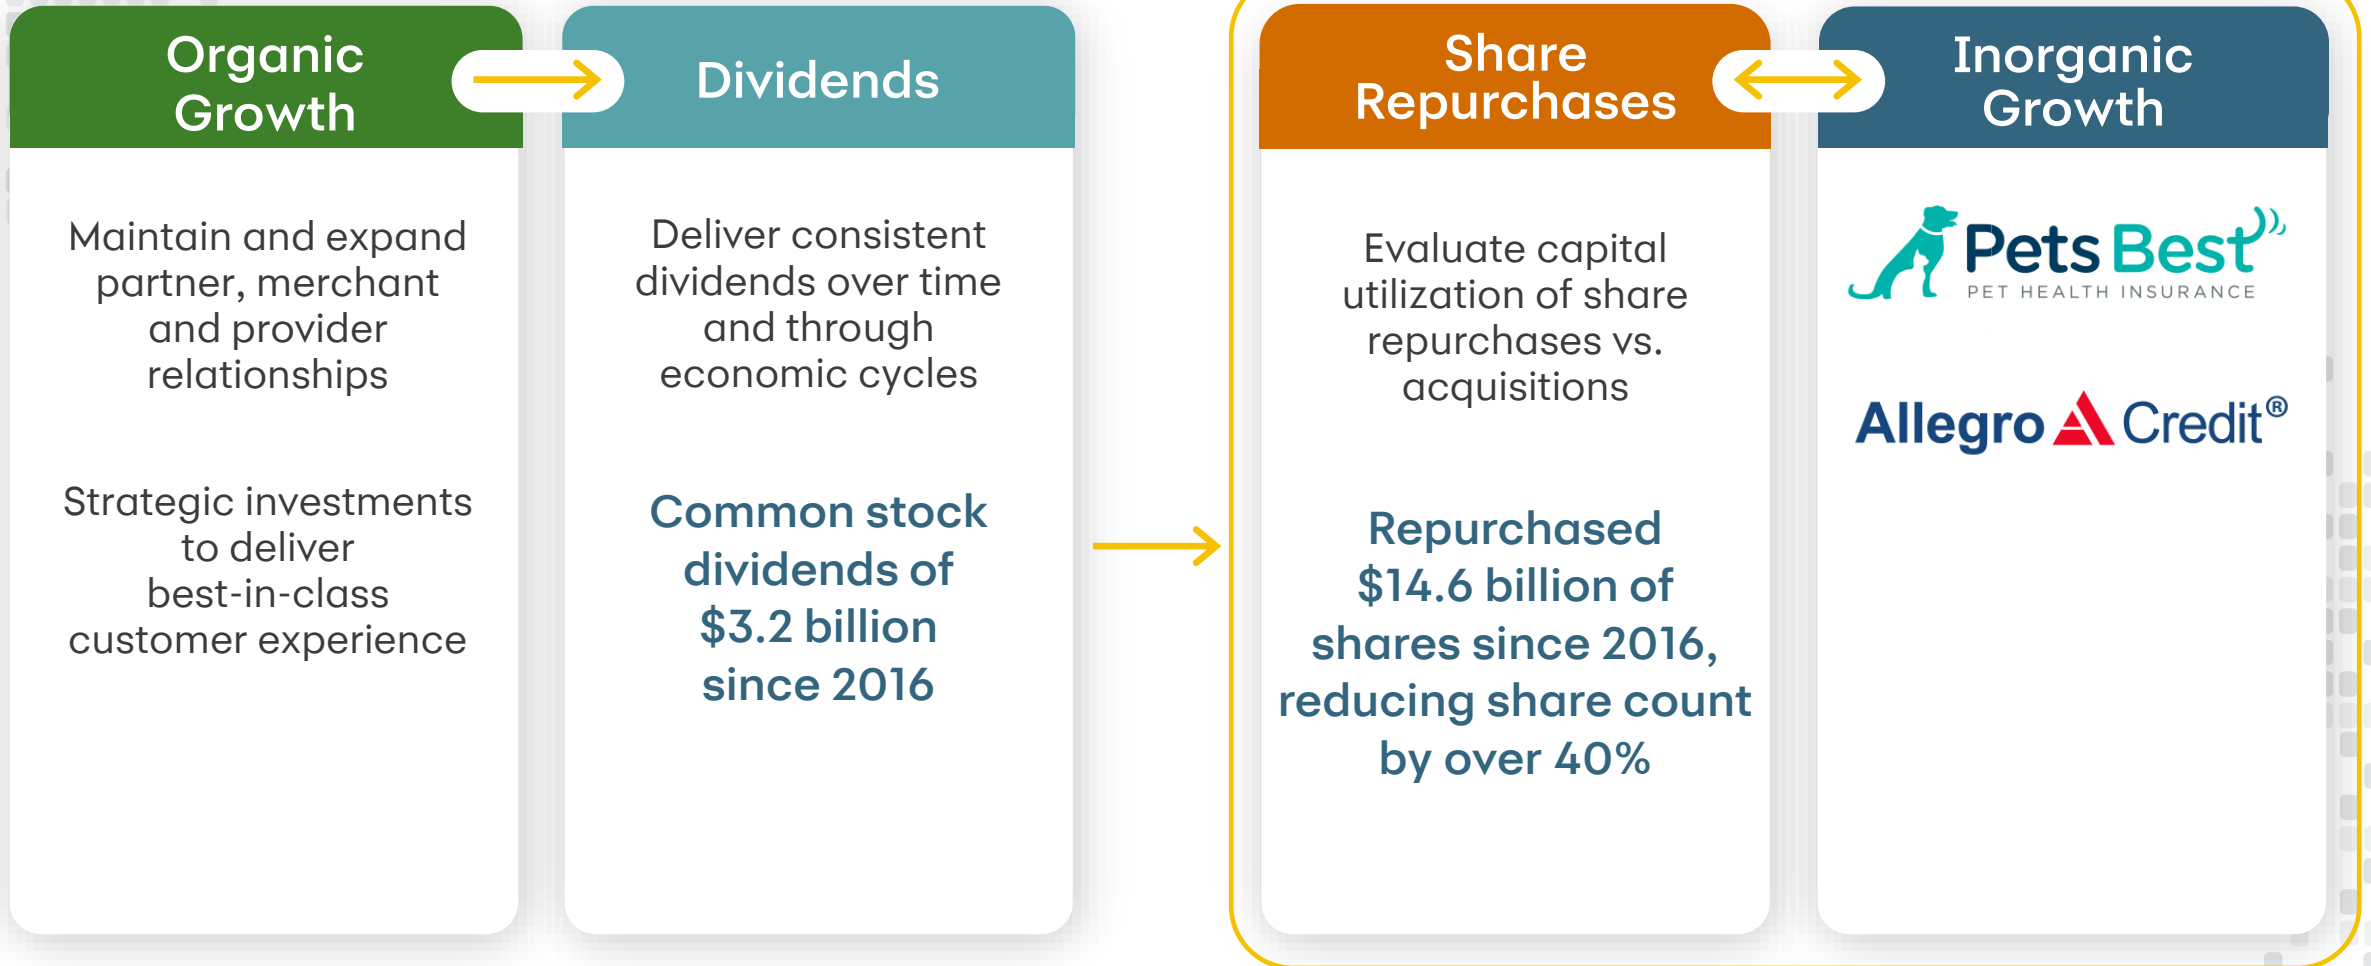 Organic
Growth
Maintain and expand
partner, merchant
and provider
relationships
Strategic investments
to deliver
best-in-class
customer experience
Dividends
Deliver consistent
dividends over time
and through
economic cycles
Common stock
dividends of
$3.2 billion
since 2016
Share
Repurchases
Evaluate capital
utilization of share
repurchases vs.
acquisitions
Repurchased
$14.6 billion of
shares since 2016,
reducing share count
by over 40%
Inorganic
Growth
Pets Best
PET HEALTH INSURANCE
Allegro Credit®